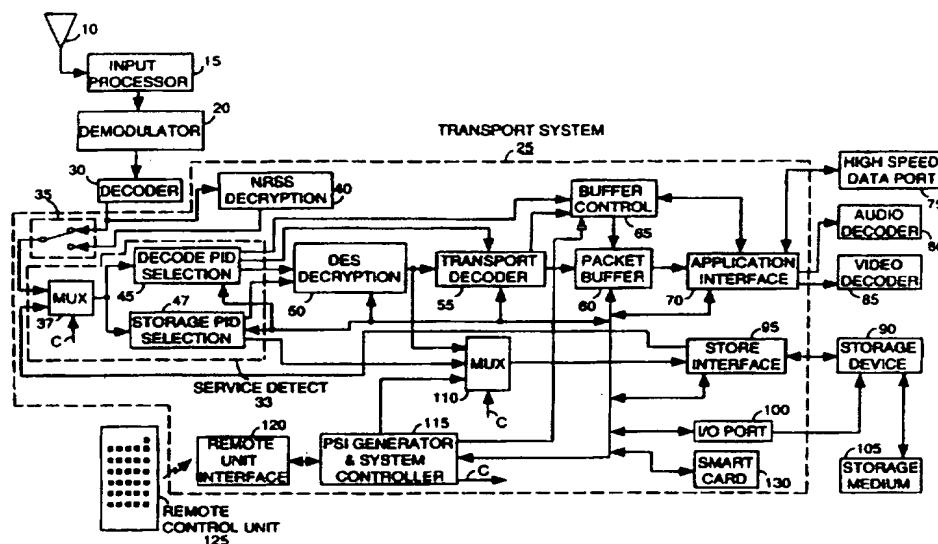 10
INPUT
PROCESSOR
15
20
DEMODULATOR
TRANSPORT SYSTEM
25
30
DECODER
35
NRSS
DECRYPTION
40
DECODE PID
SELECTION
45
47
STORAGE PID
SELECTION
MUX
37
C
SERVICE DETECT
33
DES
DECRYPTION
50
TRANSPORT
DECODER
55
BUFFER
CONTROL
65
PACKET
BUFFER
60
APPLICATION
INTERFACE
70
HIGH SPEED
DATA PORT
75
AUDIO
DECODER
80
VIDEO
DECODER
85
MUX
110
C
95
STORE
INTERFACE
90
STORAGE
DEVICE
100
I/O PORT
SMART
CARD
130
105
STORAGE
MEDIUM
120
REMOTE
UNIT
INTERFACE
115
PSI GENERATOR
& SYSTEM
CONTROLLER
C
REMOTE
CONTROL UNIT
125